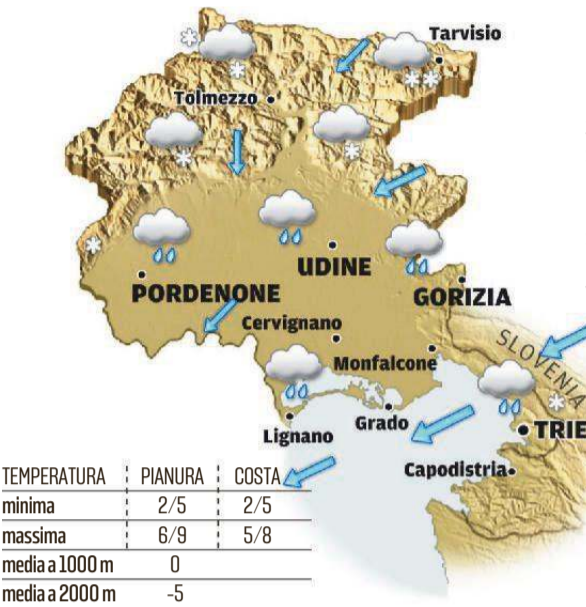 Tarvisio
Tolmezzo
UDINE
PORDENONE
GORIZIA
Cervignano
SLOVENIA
Monfalcone
Grado
Lignano
TRIE
Capodistria
TEMPERATURA PIANURA COSTA
minima 2/5 2/5
massima 6/9 5/8
media a 1000 m 0
media a 2000 m -5